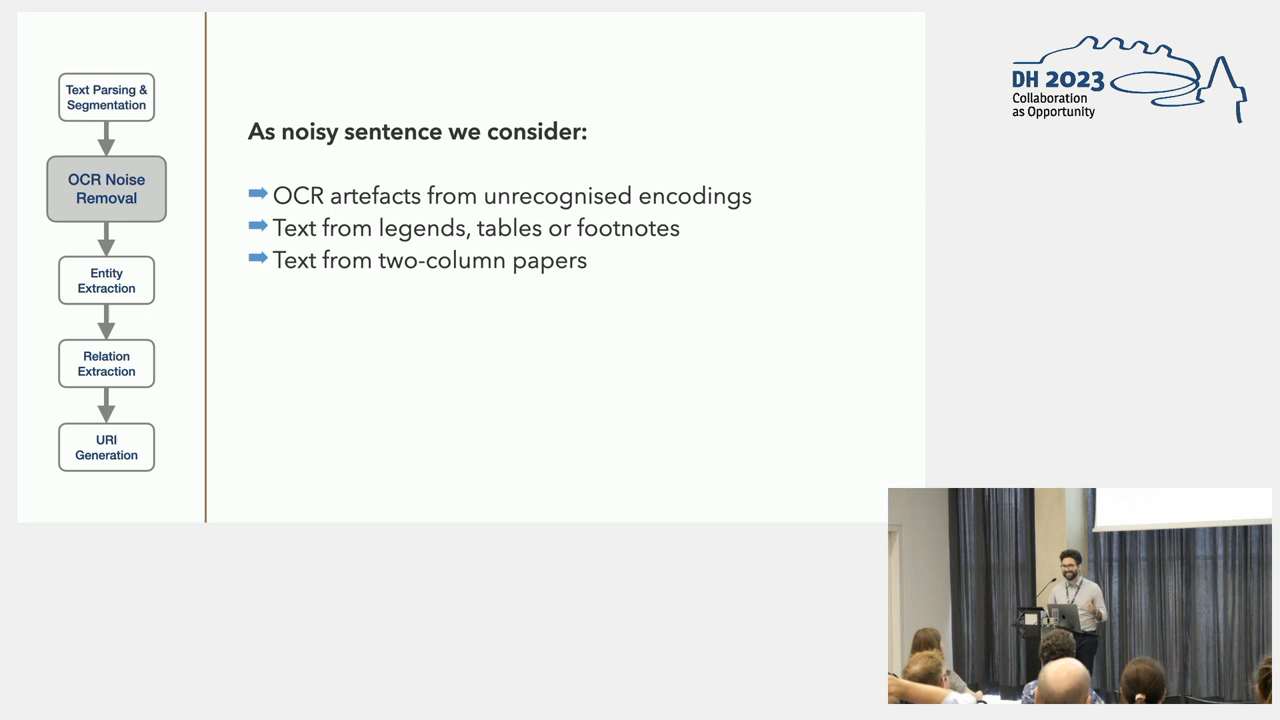 Text Parsing &
Segmentation
OCR Noise
Removal
Entity
Extraction
Relation
Extraction
URI
Generation
As noisy sentence we consider:
OCR artefacts from unrecognised encodings
Text from legends, tables or footnotes
Text from two-column papers
DH 2023
Collaboration
as Opportunity